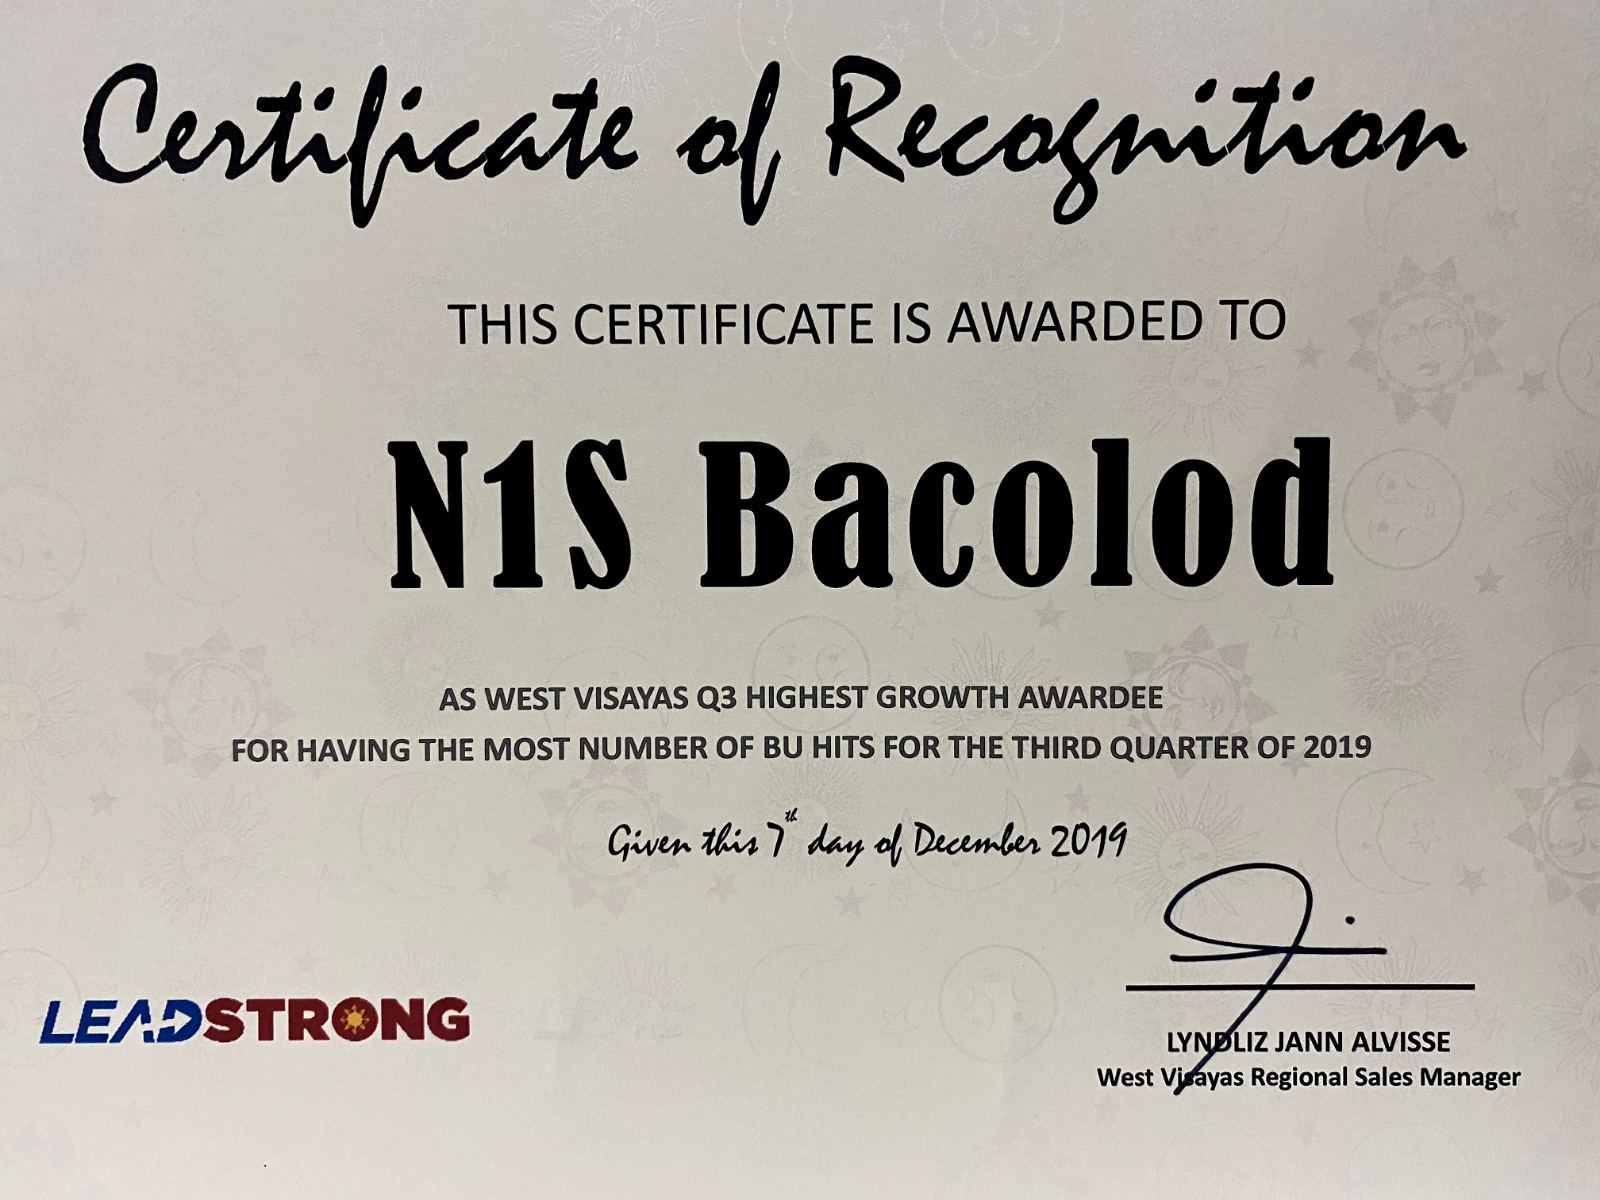 Certificate of Recognition
THIS CERTIFICATE IS AWARDED TO
N1S Bacolod
AS WEST VISAYAS Q3 HIGHEST GROWTH AWARDEE
FOR HAVING THE MOST NUMBER OF BU HITS FOR THE THIRD QUARTER OF 2019
Given this 7th day of December 2019
LEADSTRONG
LYNDLIZ JANN ALVISSE
West Visayas Regional Sales Manager